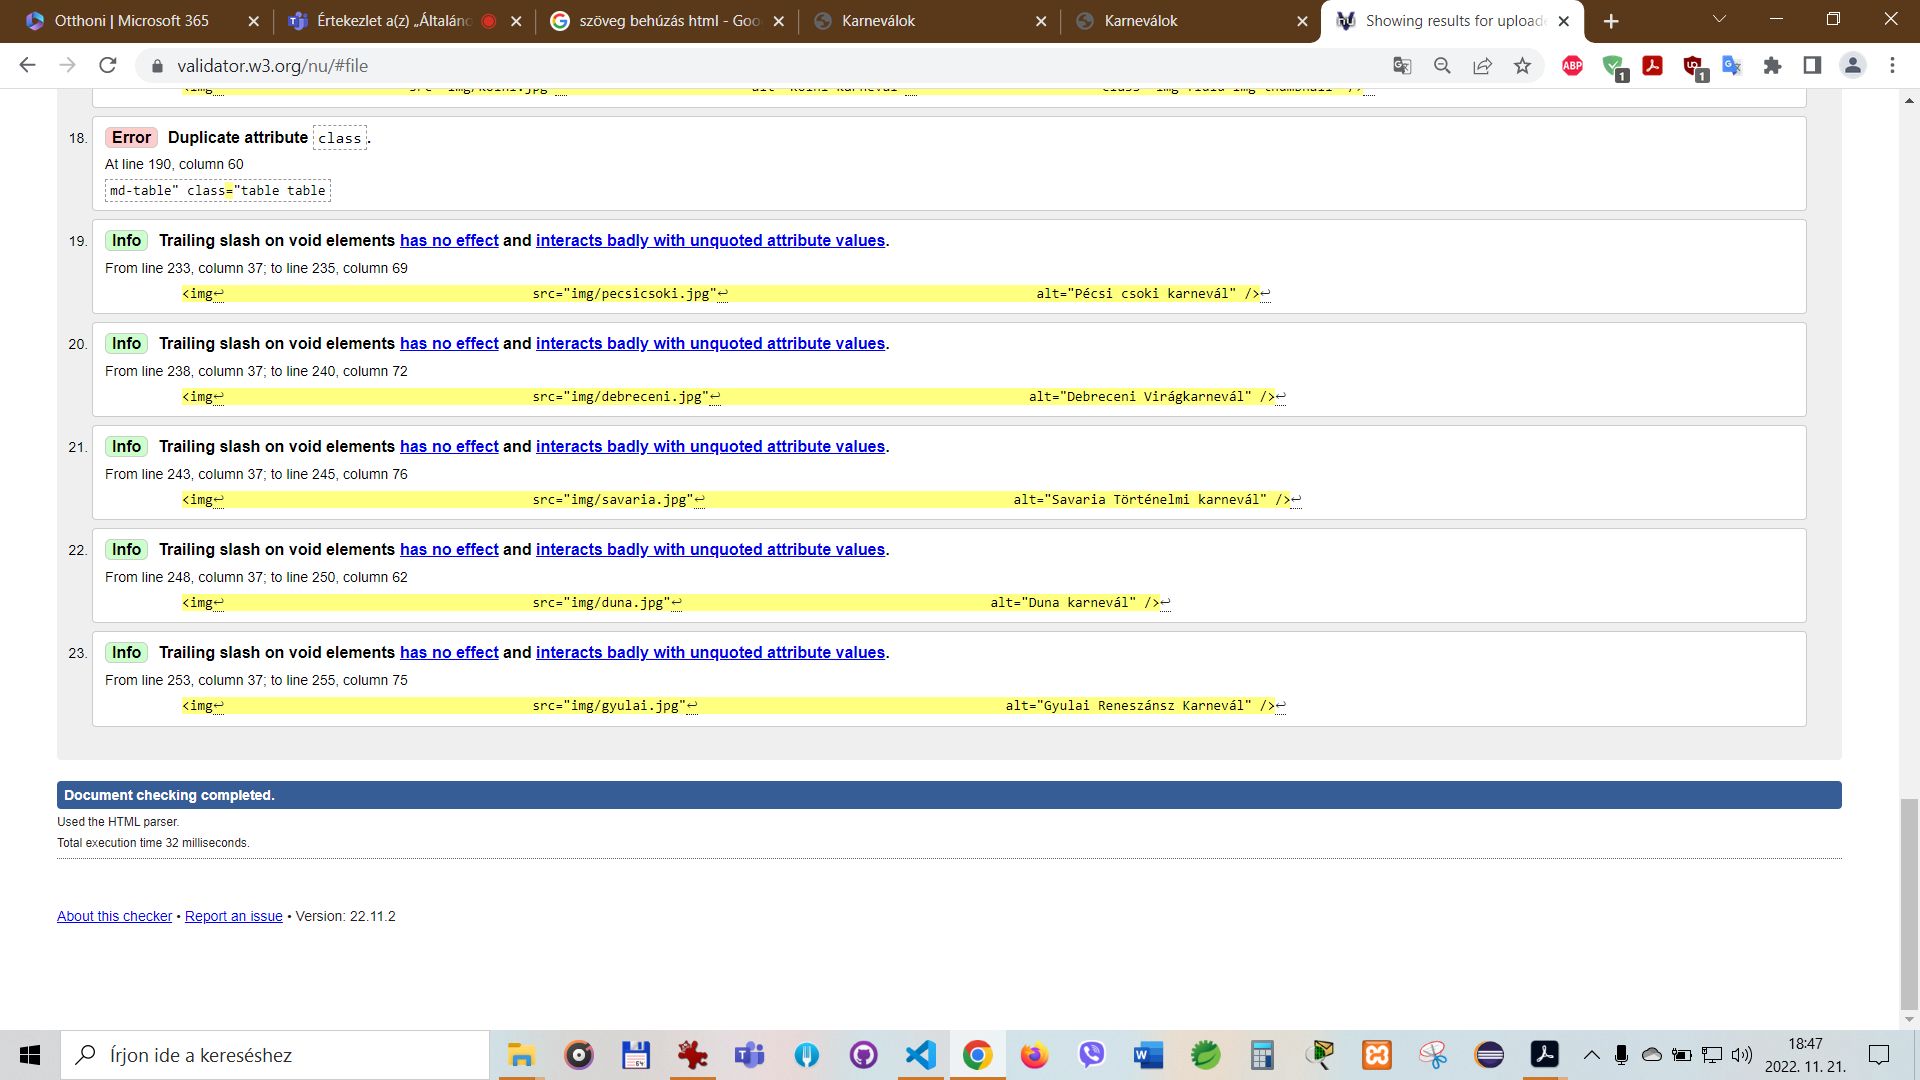 Otthoni | Microsoft 365
Értekezlet a(z) „Általáno
szöveg behúzás html - Goo
Karneválok
Karneválok
Showing results for uploade
validator.w3.org/nu/#file
18. Error Duplicate attribute class.
At line 190, column 60
md-table" class="table table
19. Info Trailing slash on void elements has no effect and interacts badly with unquoted attribute values.
From line 233, column 37; to line 235, column 69
<img↩ src="img/pecsicsoki.jpg"↩ alt="Pécsi csoki karnevál" />↩
20. Info Trailing slash on void elements has no effect and interacts badly with unquoted attribute values.
From line 238, column 37; to line 240, column 72
<img↩ src="img/debreceni.jpg"↩ alt="Debreceni Virágkarnevál" />↩
21. Info Trailing slash on void elements has no effect and interacts badly with unquoted attribute values.
From line 243, column 37; to line 245, column 76
<img↩ src="img/savaria.jpg"↩ alt="Savaria Történelmi karnevál" />↩
22. Info Trailing slash on void elements has no effect and interacts badly with unquoted attribute values.
From line 248, column 37; to line 250, column 62
<img↩ src="img/duna.jpg"↩ alt="Duna karnevál" />↩
23. Info Trailing slash on void elements has no effect and interacts badly with unquoted attribute values.
From line 253, column 37; to line 255, column 75
<img↩ src="img/gyulai.jpg"↩ alt="Gyulai Reneszánsz Karnevál" />↩
Document checking completed.
Used the HTML parser.
Total execution time 32 milliseconds.
About this checker • Report an issue • Version: 22.11.2
Írjon ide a kereséshez
18:47
2022. 11. 21.